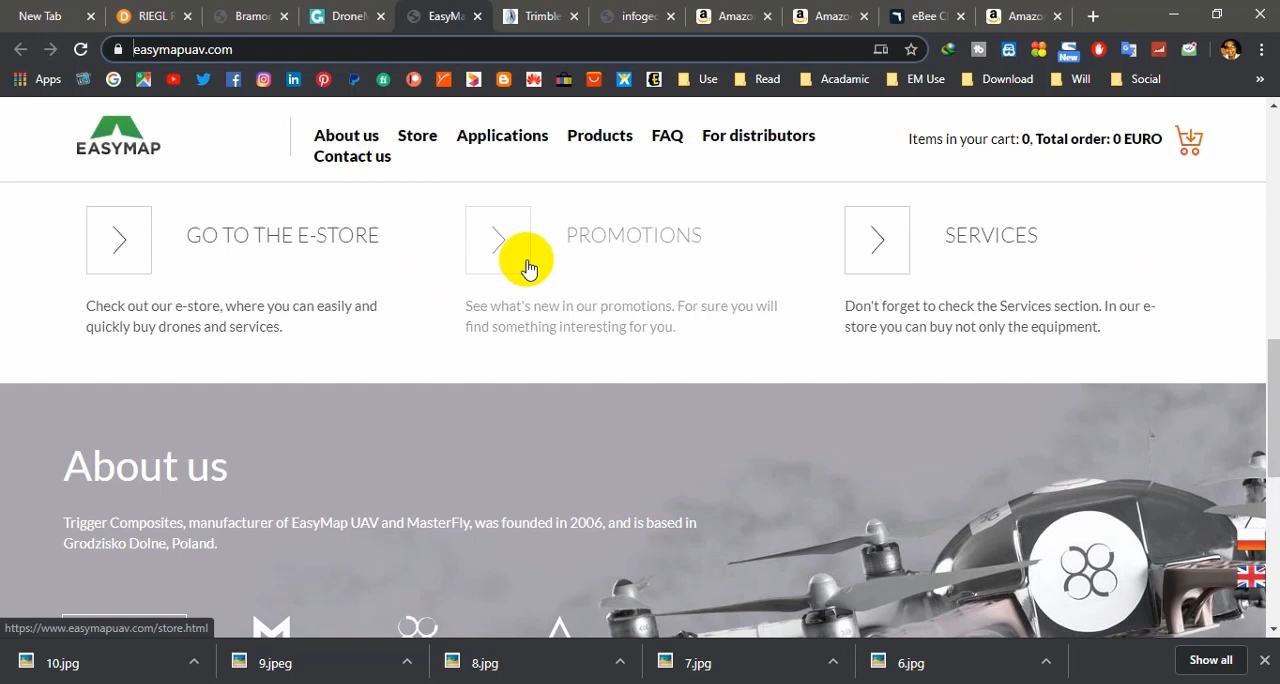 New Tab
RIEGL R
Bramor
DroneM
EasyMa
Trimble
infogeo
Amazo
Amazo
eBee C
Amazo
easymapuav.com
New
Apps
Use
Read
Acadamic
EM Use
Download
Will
Social
»
EASYMAP
About us Store Applications Products FAQ For distributors
Contact us
Items in your cart: 0, Total order: 0 EURO
GO TO THE E-STORE
Check out our e-store, where you can easily and
quickly buy drones and services.
PROMOTIONS
See what's new in our promotions. For sure you will
find something interesting for you.
SERVICES
Don't forget to check the Services section. In our e-
store you can buy not only the equipment.
About us
Trigger Composites, manufacturer of EasyMap UAV and MasterFly, was founded in 2006, and is based in
Grodzisko Dolne, Poland.
https://www.easymapuav.com/store.html
10.jpg
9.jpeg
8.jpg
7.jpg
6.jpg
Show all